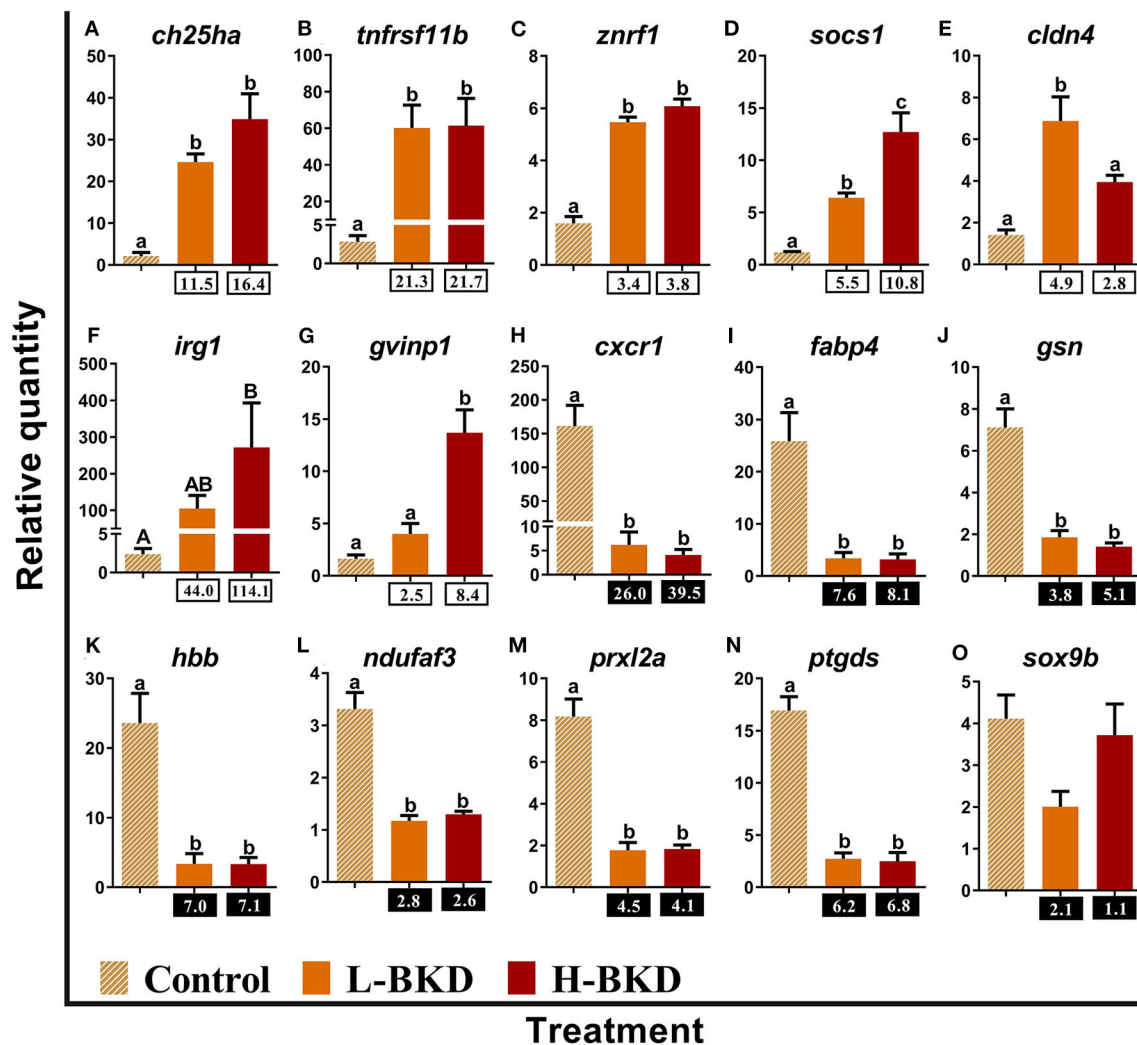 A ch25ha
50
40
30
20
10
0
a
b
b
11.5 16.4
B tnfrsf11b
100
80
60
40
20
5
0
a
b
b
21.3 21.7
C znrf1
8
6
4
2
0
a
b
b
3.4 3.8
D socs1
20
15
10
5
0
a
b
c
5.5 10.8
E cldn4
10
8
6
4
2
0
a
b
a
4.9 2.8
Relative quantity
F irg1
500
400
300
200
100
5
0
A
AB
B
44.0 114.1
G gvinp1
20
15
10
5
0
a
a
b
2.5 8.4
H cxcr1
250
200
150
100
50
10
5
0
a
b
b
26.0 39.5
I fabp4
40
30
20
10
0
a
b
b
7.6 8.1
J gsn
10
8
6
4
2
0
a
b
b
3.8 5.1
K hbb
30
20
10
0
a
b
b
7.0 7.1
L ndufaf3
4
3
2
1
0
a
b
b
2.8 2.6
M prxl2a
10
8
6
4
2
0
a
b
b
4.5 4.1
N ptgds
20
15
10
5
0
a
b
b
6.2 6.8
O sox9b
5
4
3
2
1
0
2.1 1.1
Control L-BKD H-BKD
Treatment